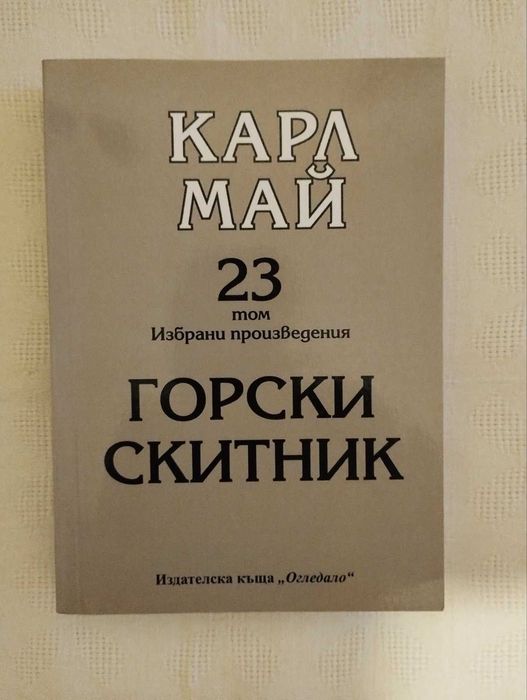 КАРЛ
МАЙ
23
том
Избрани произведения
ГОРСКИ
СКИТНИК
Издателска къща „Огледало“